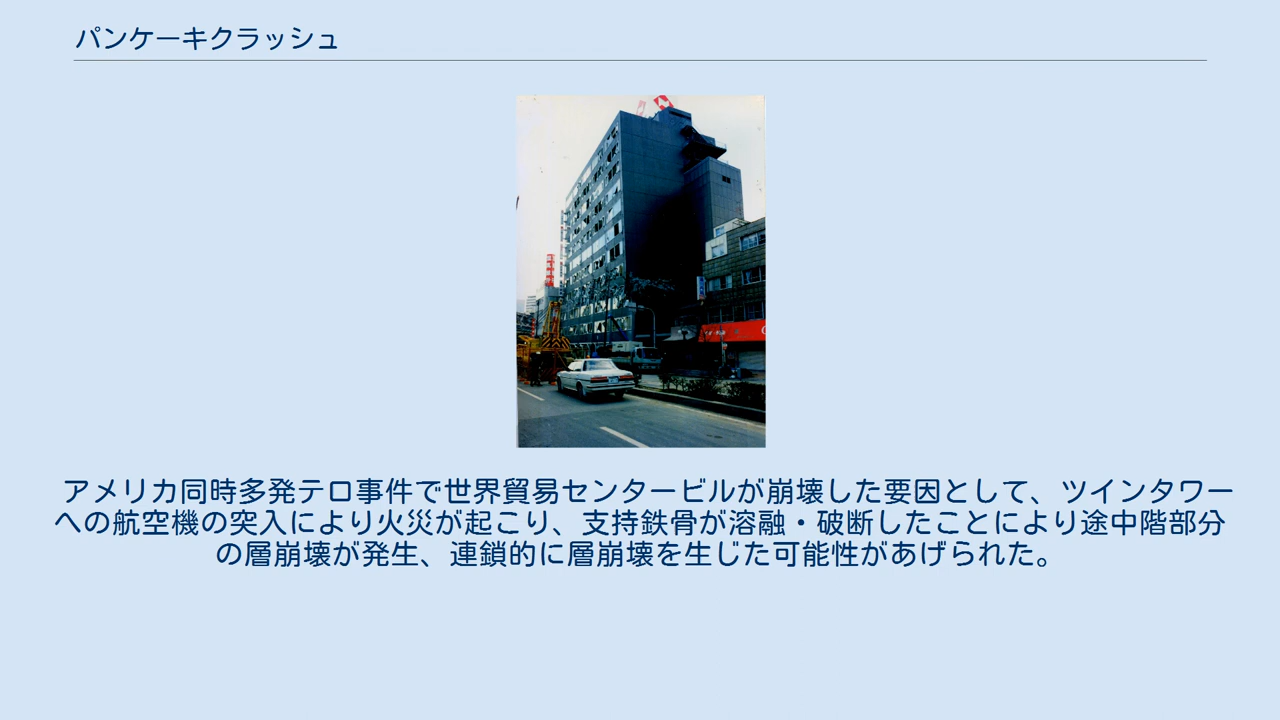 パンケーキクラッシュ
アメリカ同時多発テロ事件で世界貿易センタービルが崩壊した要因として、ツインタワー
への航空機の突入により火災が起こり、支持鉄骨が溶融・破断したことにより途中階部分
の層崩壊が発生、連鎖的に層崩壊を生じた可能性があげられた。